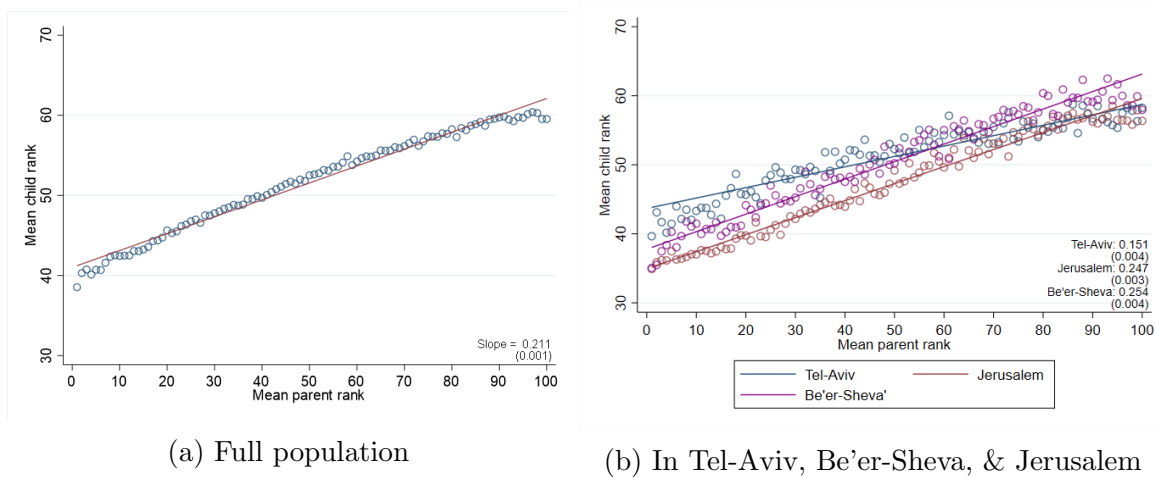 70
60
50
40
30
Mean child rank
Slope = 0.211
(0.001)
0 10 20 30 40 50 60 70 80 90 100
Mean parent rank
(a) Full population
70
60
50
40
30
Mean child rank
Tel-Aviv: 0.151
(0.004)
Jerusalem: 0.247
(0.003)
Be'er-Sheva: 0.254
(0.004)
0 10 20 30 40 50 60 70 80 90 100
Mean parent rank
Tel-Aviv Jerusalem
Be'er-Sheva'
(b) In Tel-Aviv, Be'er-Sheva, & Jerusalem